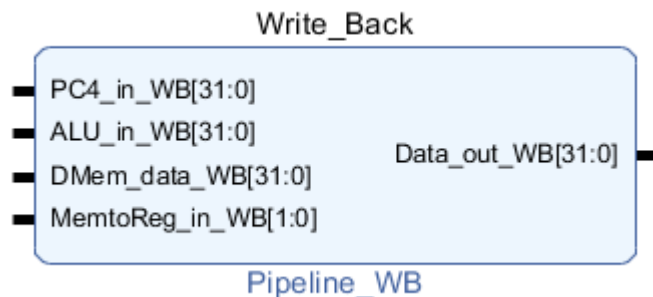 Write_Back
PC4_in_WB[31:0]
ALU_in_WB[31:0]
DMem_data_WB[31:0]
MemtoReg_in_WB[1:0]
Data_out_WB[31:0]
Pipeline_WB